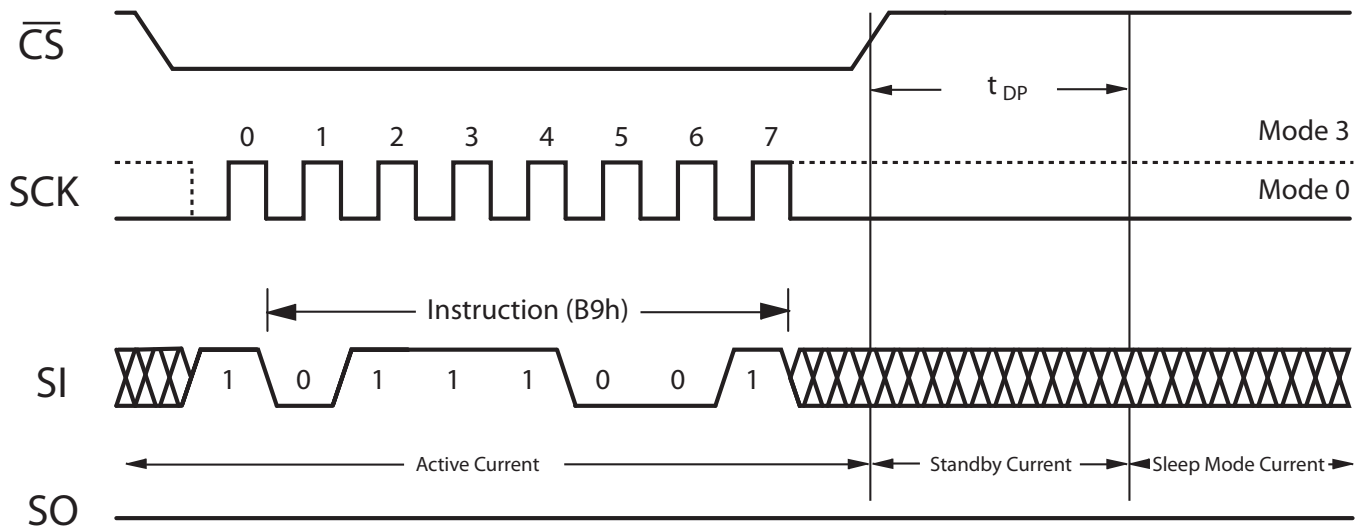 CS
t DP
0 1 2 3 4 5 6 7
Mode 3
SCK
Mode 0
Instruction (B9h)
SI
1 0 1 1 1 0 0 1
Active Current
Standby Current
Sleep Mode Current
SO